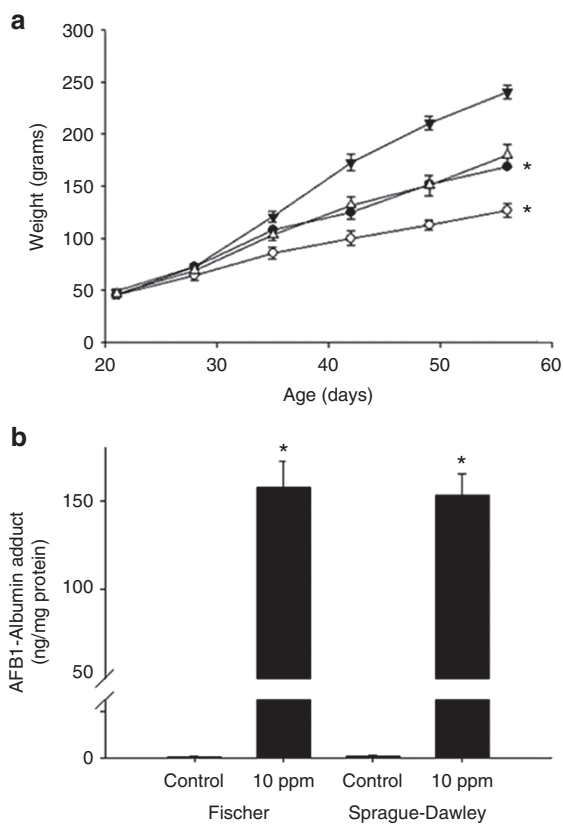 a
300
250
200
150
100
50
0
Weight (grams)
*
*
20 30 40 50 60
Age (days)
b
AFB1-Albumin adduct
(ng/mg protein)
150
100
50
0
* *
Control 10 ppm Control 10 ppm
Fischer Sprague-Dawley